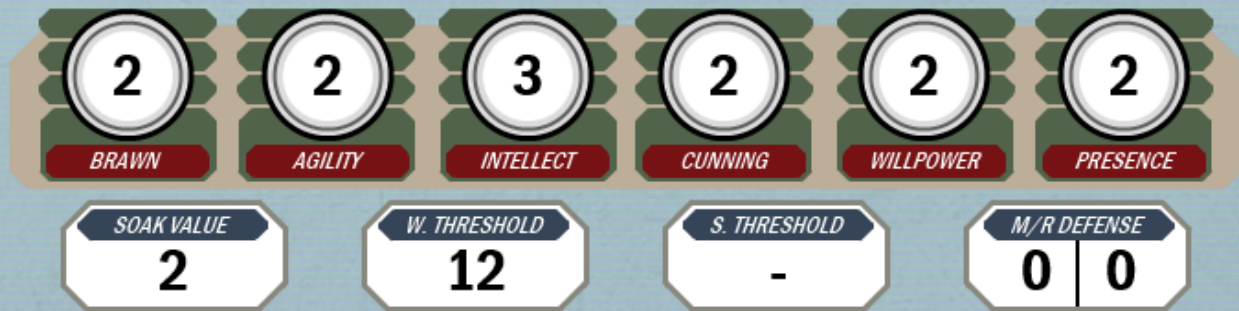 2 2 3 2 2 2
BRAWN AGILITY INTELLECT CUNNING WILLPOWER PRESENCE
SOAK VALUE W. THRESHOLD S. THRESHOLD M/R DEFENSE
2 12 - 0 0